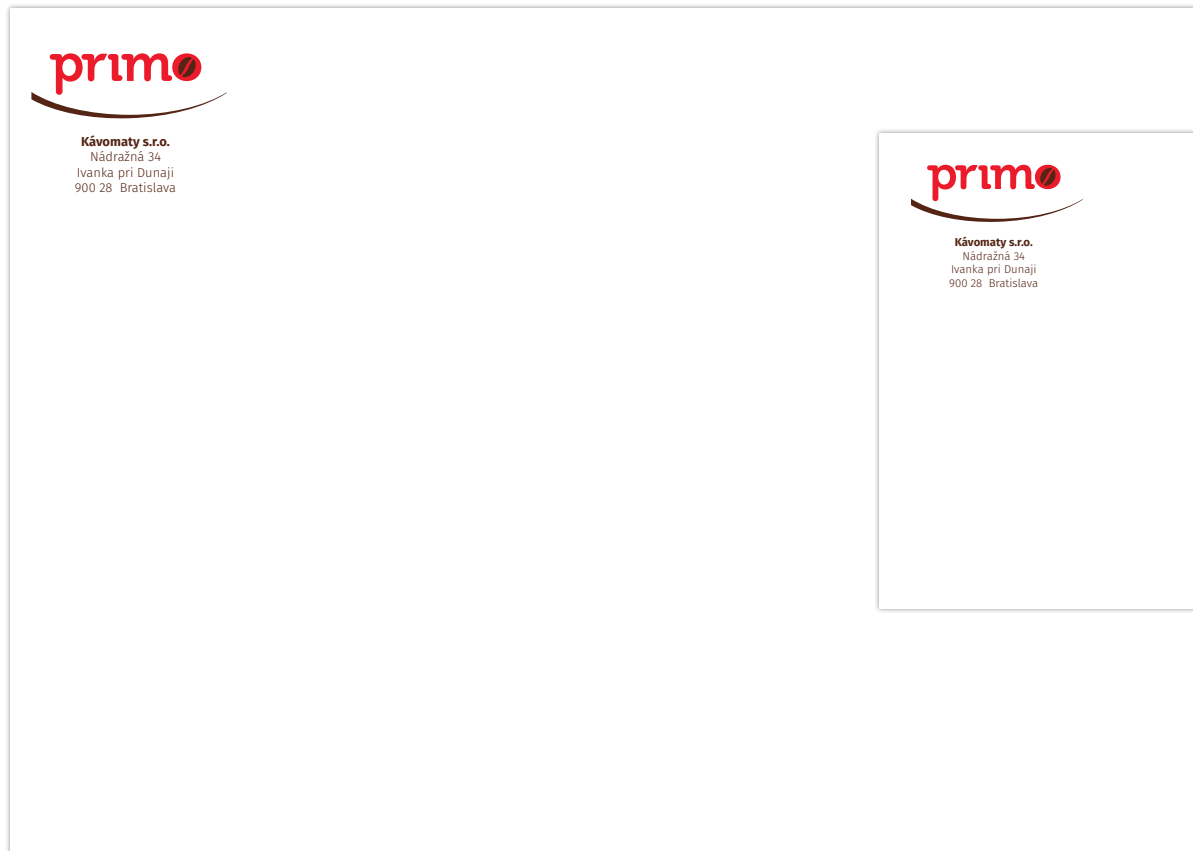 primo
Kávomaty s.r.o.
Nádražná 34
Ivanka pri Dunaji
900 28  Bratislava
primo
Kávomaty s.r.o.
Nádražná 34
Ivanka pri Dunaji
900 28  Bratislava